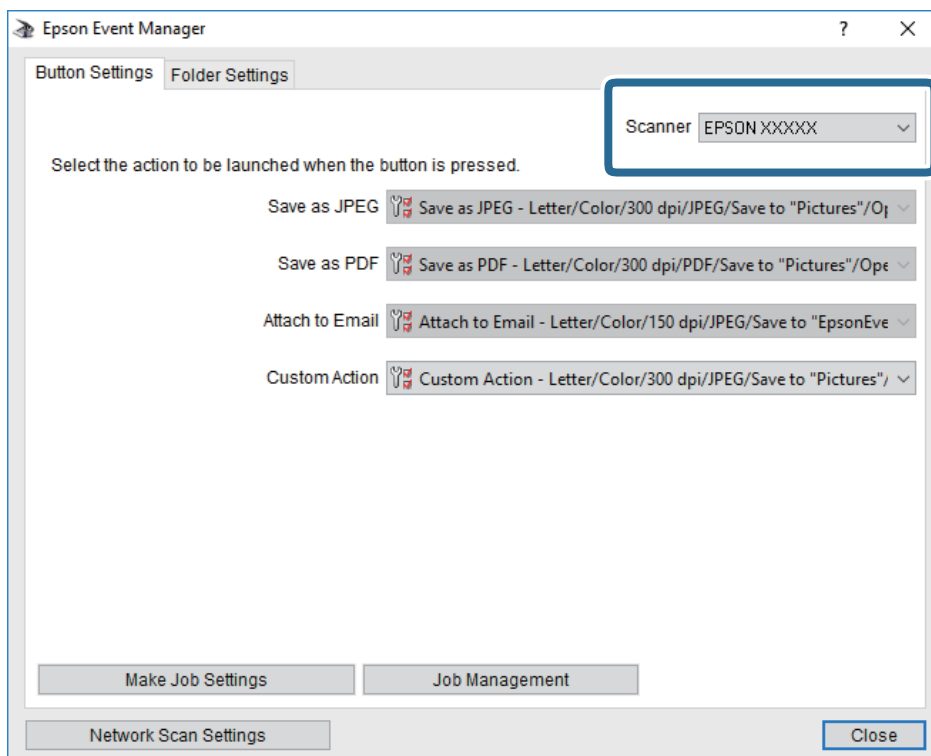 Epson Event Manager
?
Button Settings Folder Settings
Scanner EPSON XXXXX
Select the action to be launched when the button is pressed.
Save as JPEG Save as JPEG - Letter/Color/300 dpi/JPEG/Save to "Pictures"/Op
Save as PDF Save as PDF - Letter/Color/300 dpi/PDF/Save to "Pictures"/Ope
Attach to Email Attach to Email - Letter/Color/150 dpi/JPEG/Save to "EpsonEve
Custom Action Custom Action - Letter/Color/300 dpi/JPEG/Save to "Pictures"/
Make Job Settings Job Management
Network Scan Settings Close